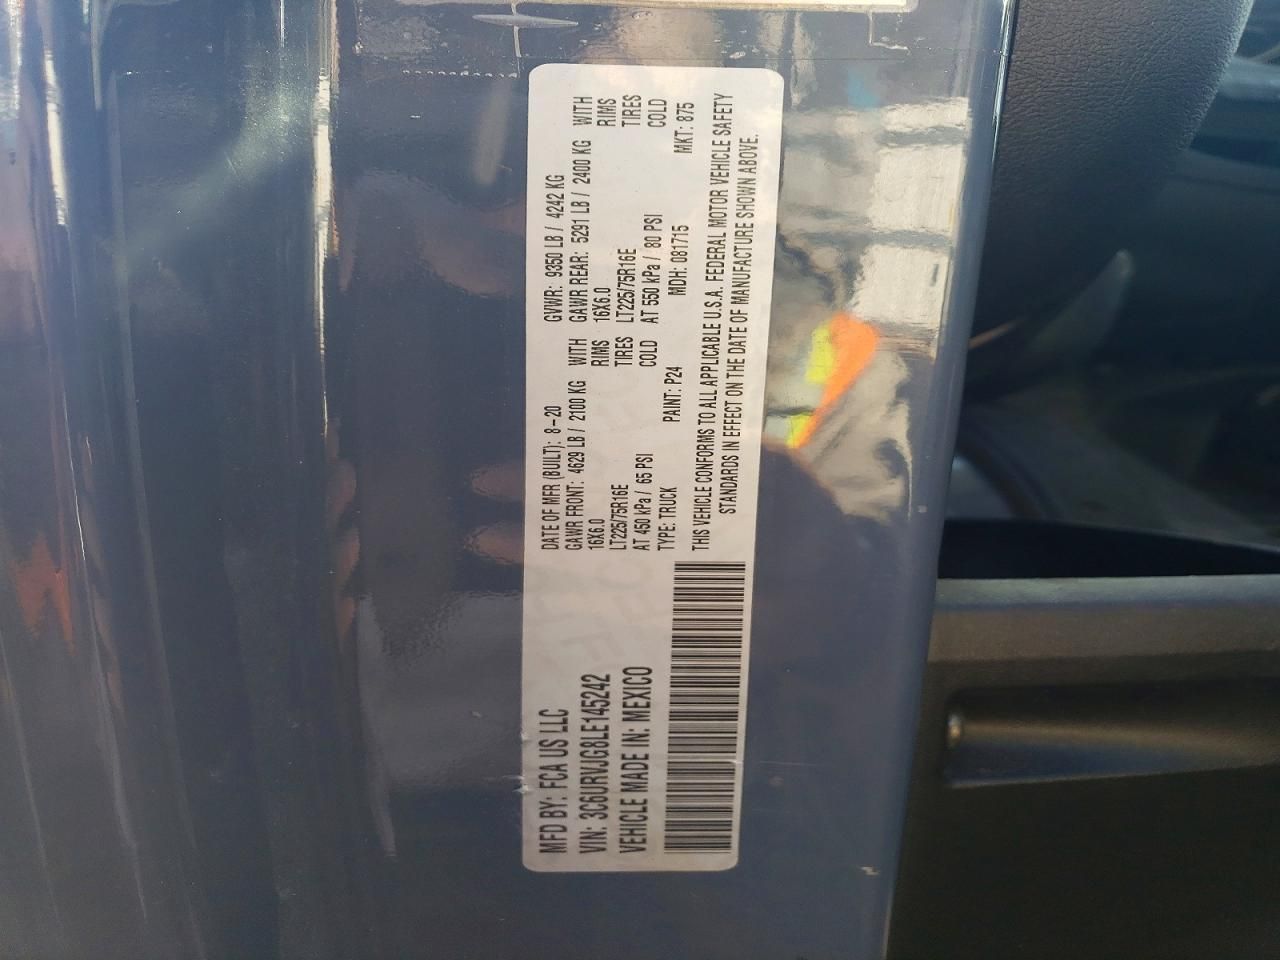 MFD BY: FCA US LLC
VIN: 3C6URVJG8LE145242
VEHICLE MADE IN: MEXICO
DATE OF MFR (BUILT): 8-20 GVWR: 9350 LB / 4242 KG
GAWR FRONT: 4629 LB / 2100 KG WITH GAWR REAR: 5291 LB / 2400 KG WITH
16X6.0 RIMS 16X6.0 RIMS
LT225/75R16E TIRES LT225/75R16E TIRES
AT 450 kPa / 65 PSI COLD AT 550 kPa / 80 PSI COLD
TYPE: TRUCK PAINT: P24 MDH: 081715 MKT: 875
THIS VEHICLE CONFORMS TO ALL APPLICABLE U.S.A. FEDERAL MOTOR VEHICLE SAFETY
STANDARDS IN EFFECT ON THE DATE OF MANUFACTURE SHOWN ABOVE.